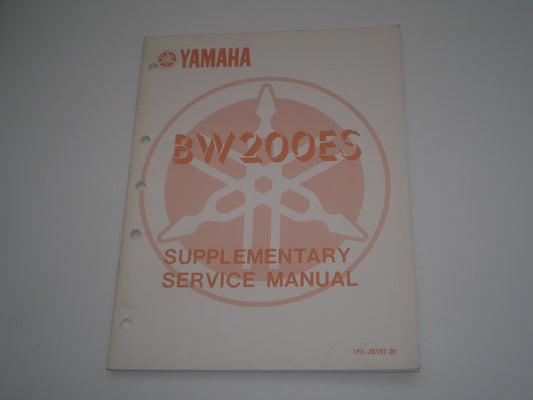 YAMAHA
BW200ES
SUPPLEMENTARY
SERVICE MANUAL
1RL-28197-20